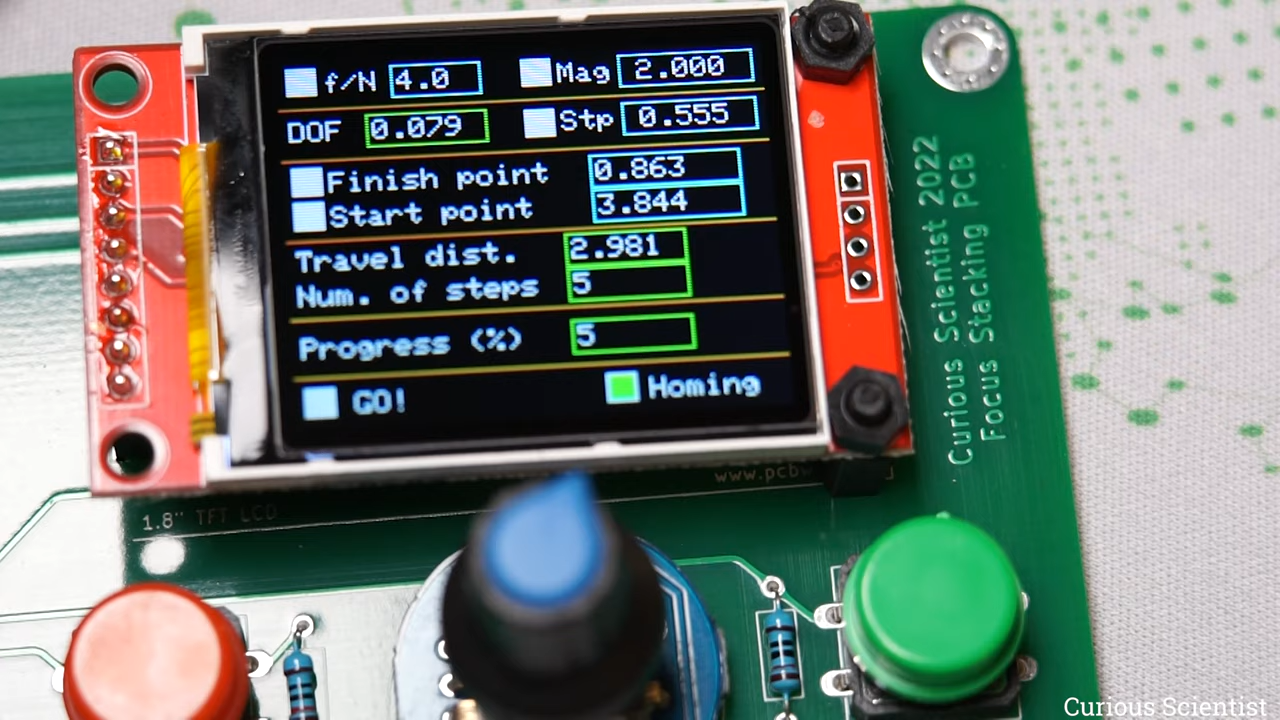 f/N 4.0 Mag 2.000
DOF 0.079 Stp 0.555
Finish point 0.863
Start point 3.844
Travel dist. 2.981
Num. of steps 5
Progress (%) 5
GO! Homing
Curious Scientist 2022
Focus Stacking PCB
www.pcbw
1.8" TFT LCD
Curious Scientist